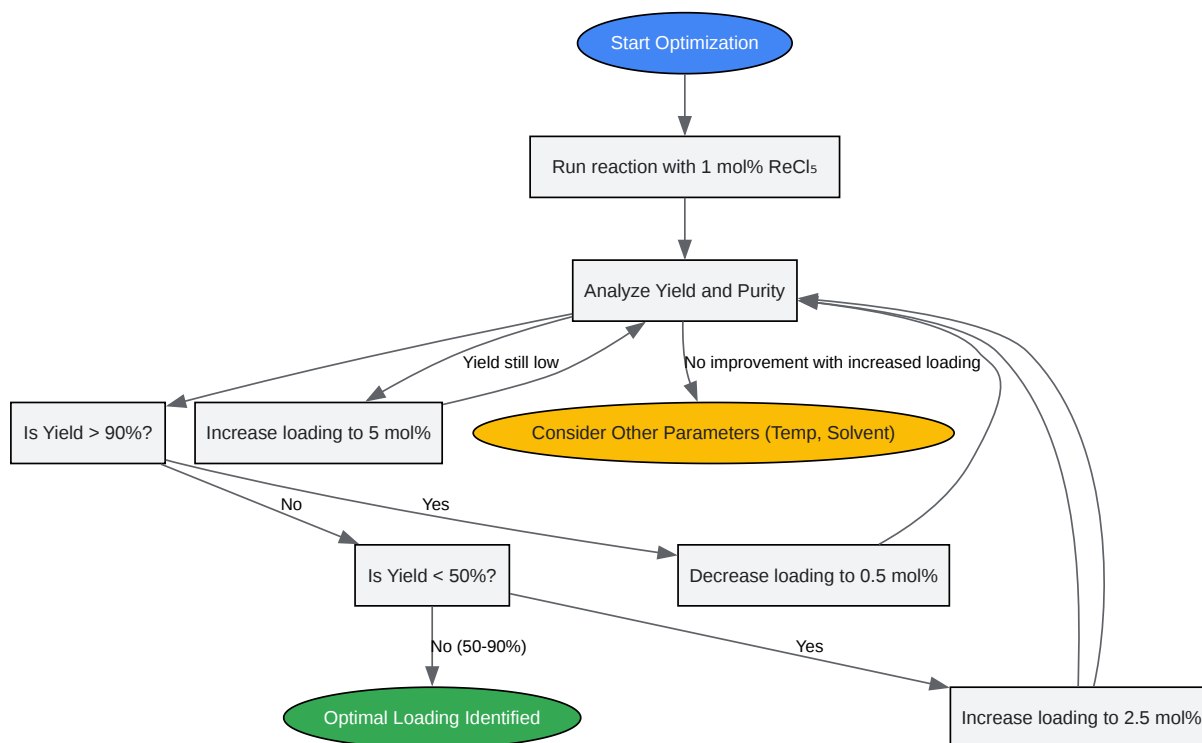 Start Optimization
Run reaction with 1 mol% ReCl₅
Analyze Yield and Purity
Yield still low
No improvement with increased loading
Is Yield > 90%?
Increase loading to 5 mol%
Consider Other Parameters (Temp, Solvent)
No
Yes
Is Yield < 50%?
Decrease loading to 0.5 mol%
No (50-90%)
Yes
Optimal Loading Identified
Increase loading to 2.5 mol%